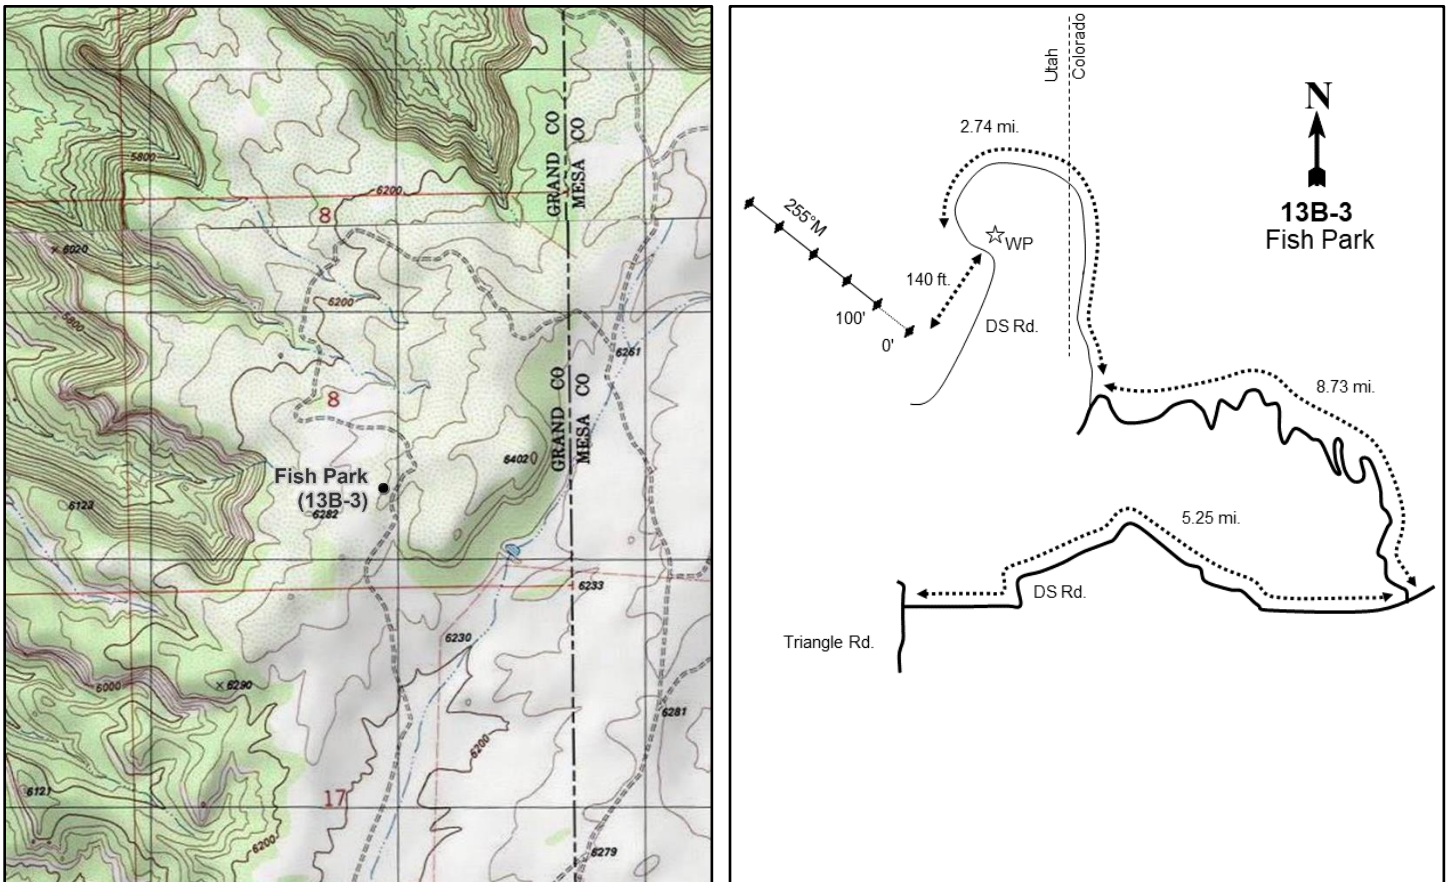 GRAND CO
MESA CO
5800
6200
8
6020
6200
5800
6261
GRAND CO
MESA CO
8
6402
Fish Park
(13B-3)
6282
6123
6233
6230
6000
6290
6281
6200
17
6121
6200
6279
Utah
Colorado
2.74 mi.
N
13B-3
Fish Park
255°M
WP
140 ft.
100'
0'
DS Rd.
8.73 mi.
5.25 mi.
DS Rd.
Triangle Rd.